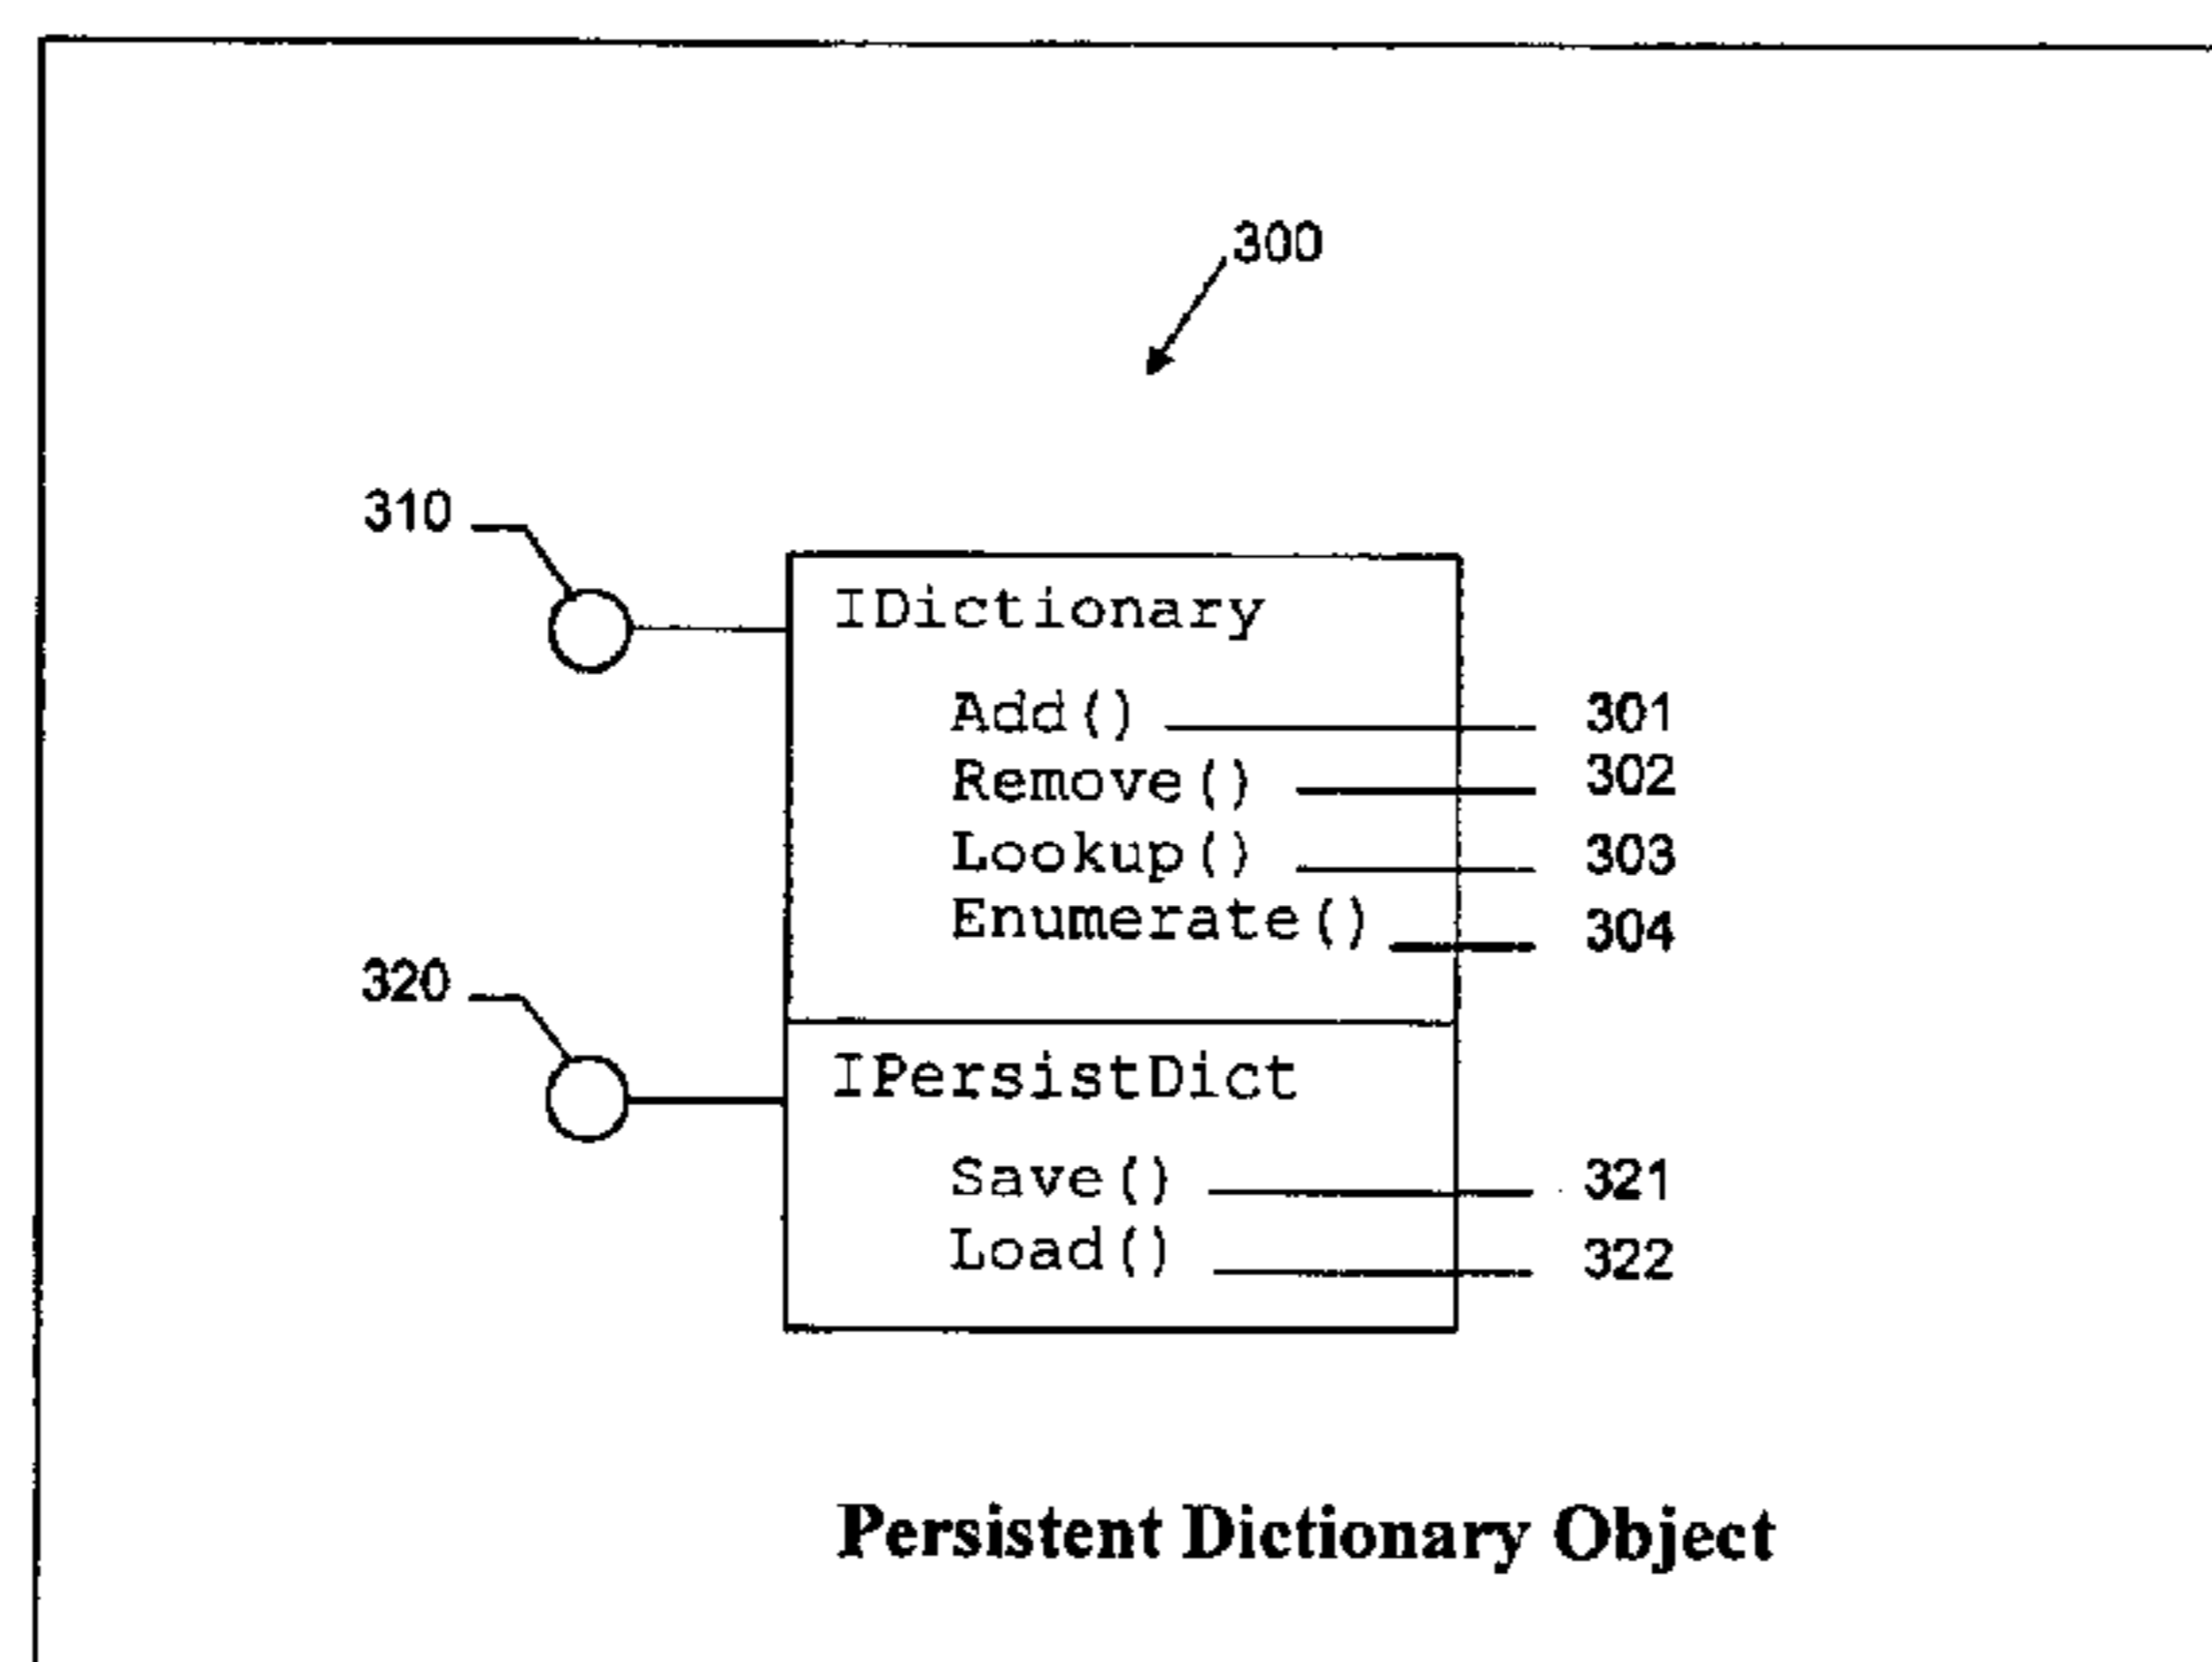 300
310
IDictionary
Add() 301
Remove() 302
Lookup() 303
Enumerate() 304
320
IPersistDict
Save() 321
Load() 322
Persistent Dictionary Object